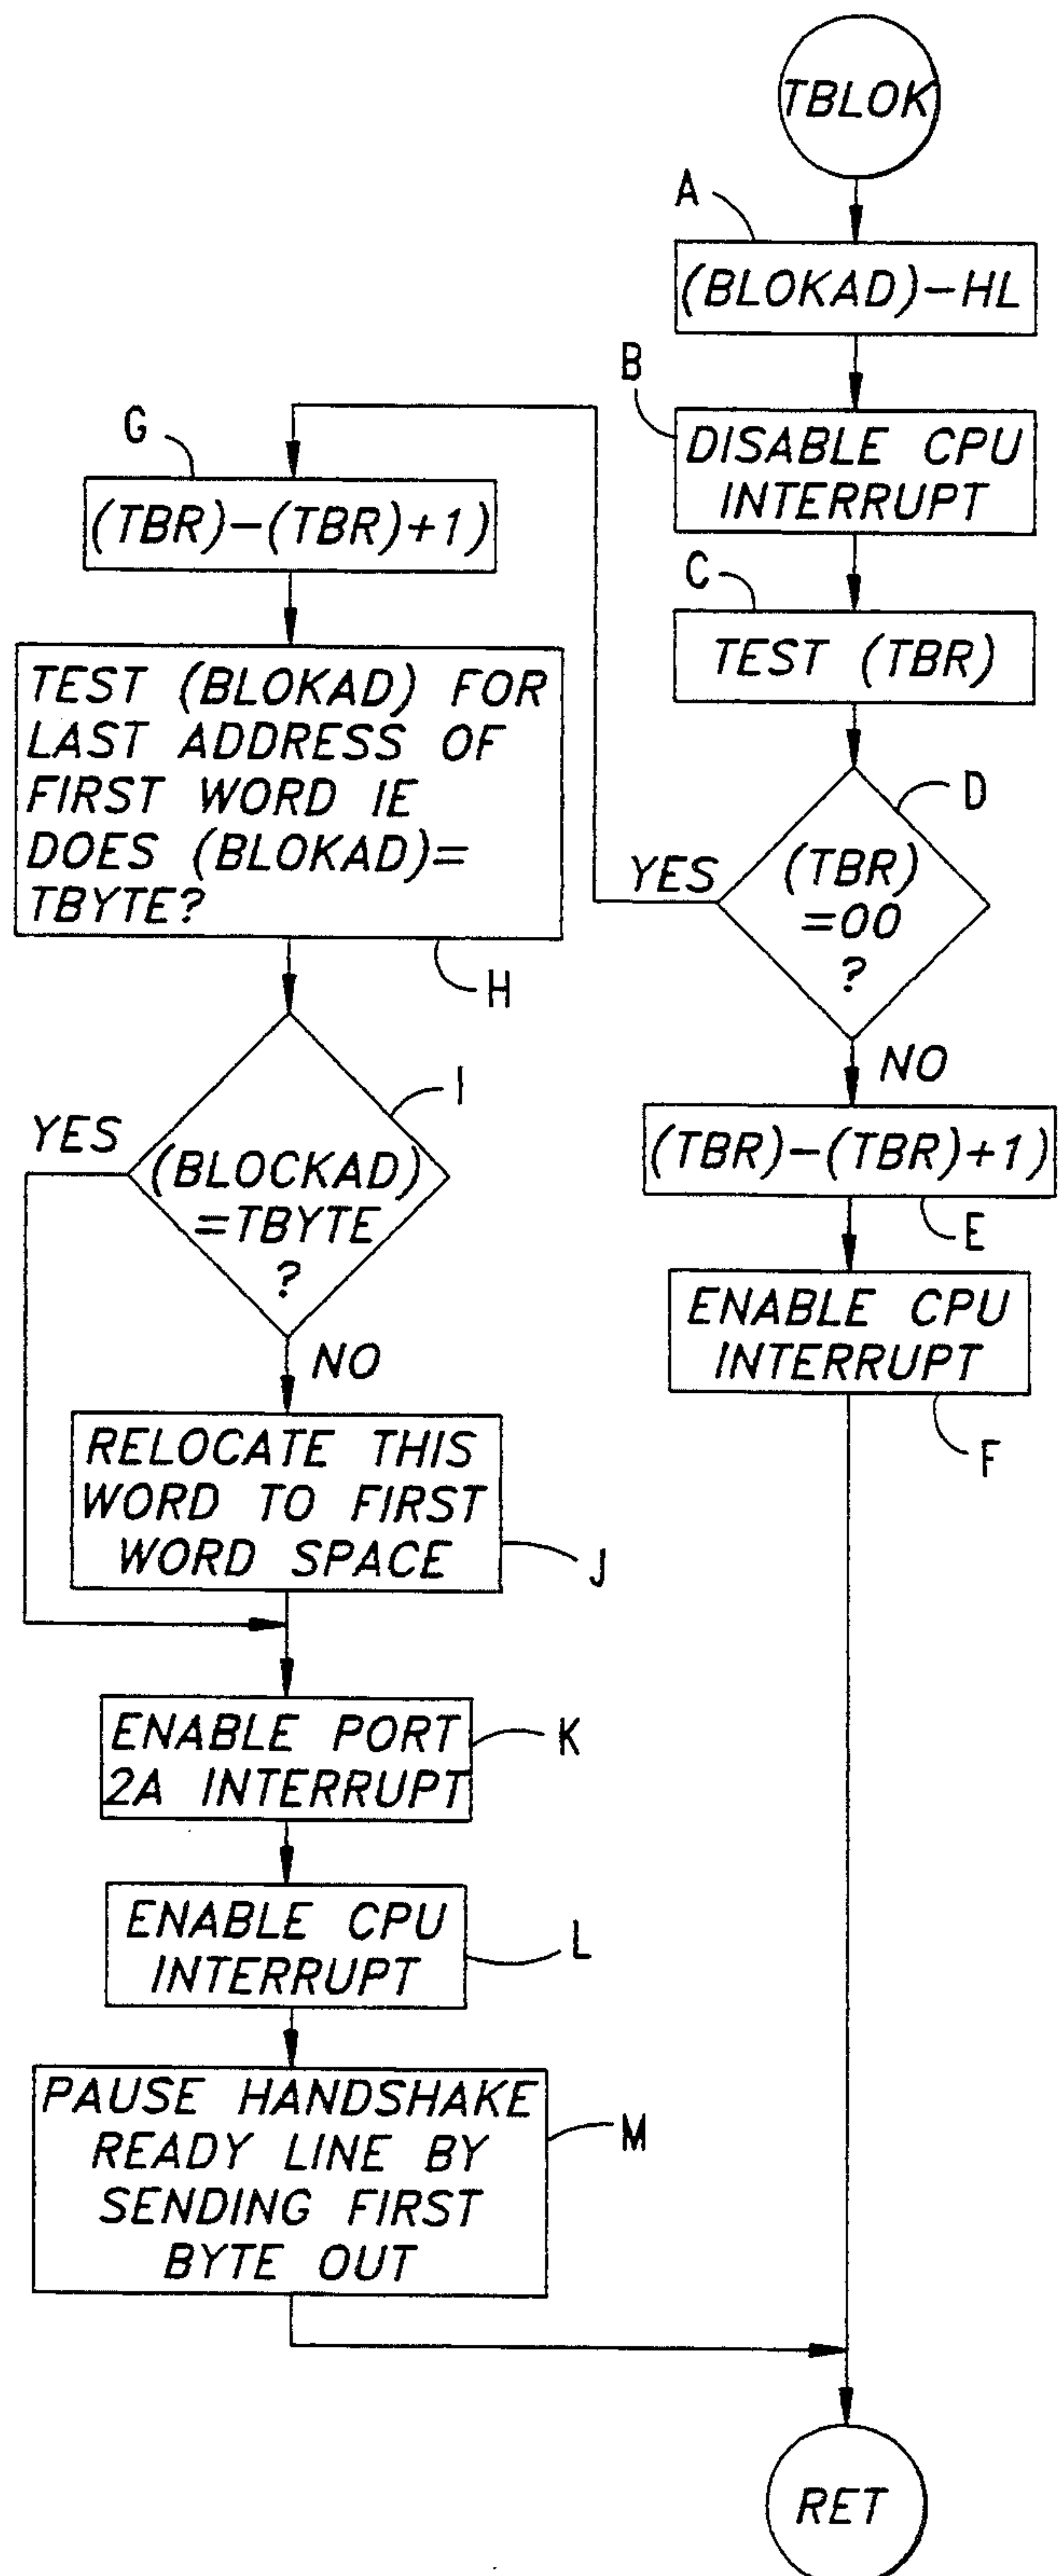 TBLOK
A
(BLOKAD)-HL
B
DISABLE CPU
INTERRUPT
C
TEST (TBR)
D
(TBR)
=00
?
YES
NO
(TBR)-(TBR)+1)
E
ENABLE CPU
INTERRUPT
F
G
(TBR)-(TBR)+1)
TEST (BLOKAD) FOR
LAST ADDRESS OF
FIRST WORD IE
DOES (BLOKAD)=
TBYTE?
H
I
YES
(BLOCKAD)
=TBYTE
?
NO
RELOCATE THIS
WORD TO FIRST
WORD SPACE
J
ENABLE PORT
2A INTERRUPT
K
ENABLE CPU
INTERRUPT
L
PAUSE HANDSHAKE
READY LINE BY
SENDING FIRST
BYTE OUT
M
RET